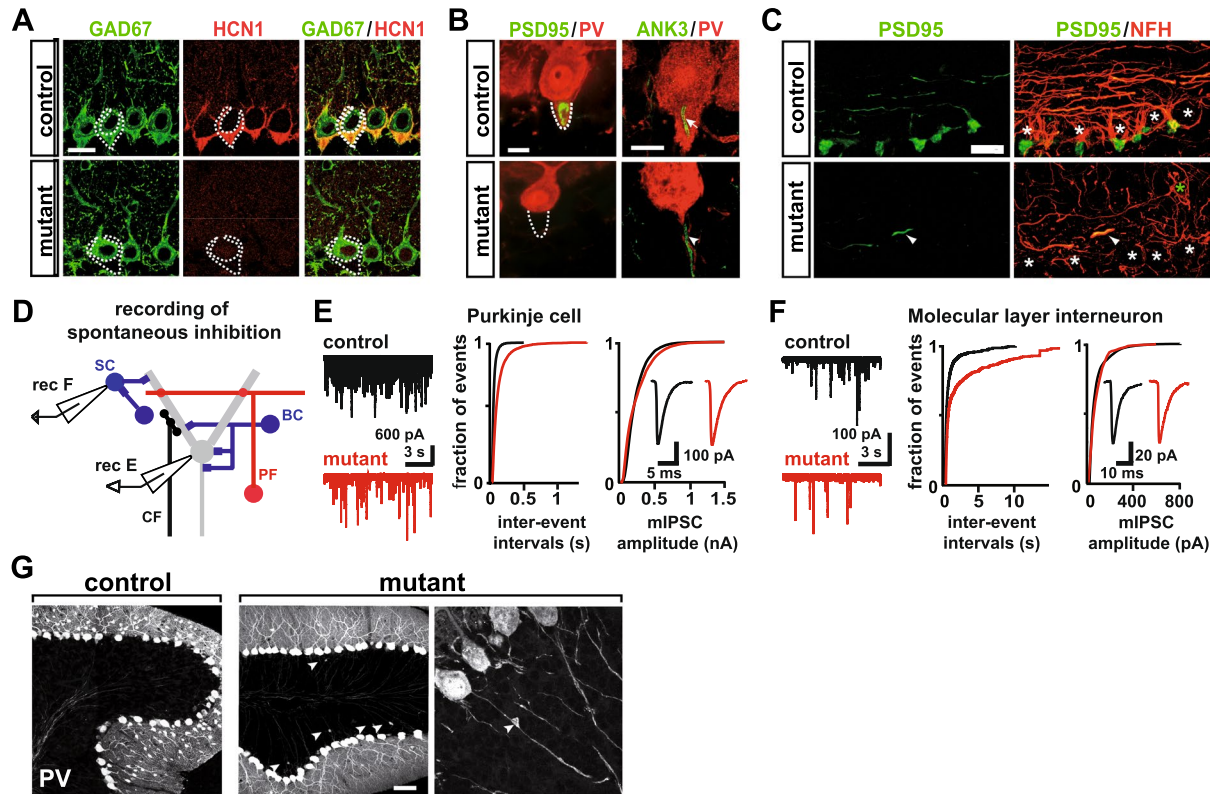 A
GAD67
HCN1
GAD67/HCN1
control
mutant
B
PSD95/PV
ANK3/PV
control
mutant
C
PSD95
PSD95/NFH
control
mutant
*
* * * * * *
*
* * * * * *
D
recording of
spontaneous inhibition
SC
rec F
BC
rec E
PF
CF
E
Purkinje cell
control
600 pA
3 s
mutant
fraction of events
1
0
0.5
1
inter-event
intervals (s)
1
0
5 ms
100 pA
0.5
1
1.5
mIPSC
amplitude (nA)
F
Molecular layer interneuron
control
100 pA
3 s
mutant
fraction of events
1
0
0
5
10
inter-event
intervals (s)
1
0
20 pA
10 ms
0
400
800
mIPSC
amplitude (pA)
G
control
mutant
PV